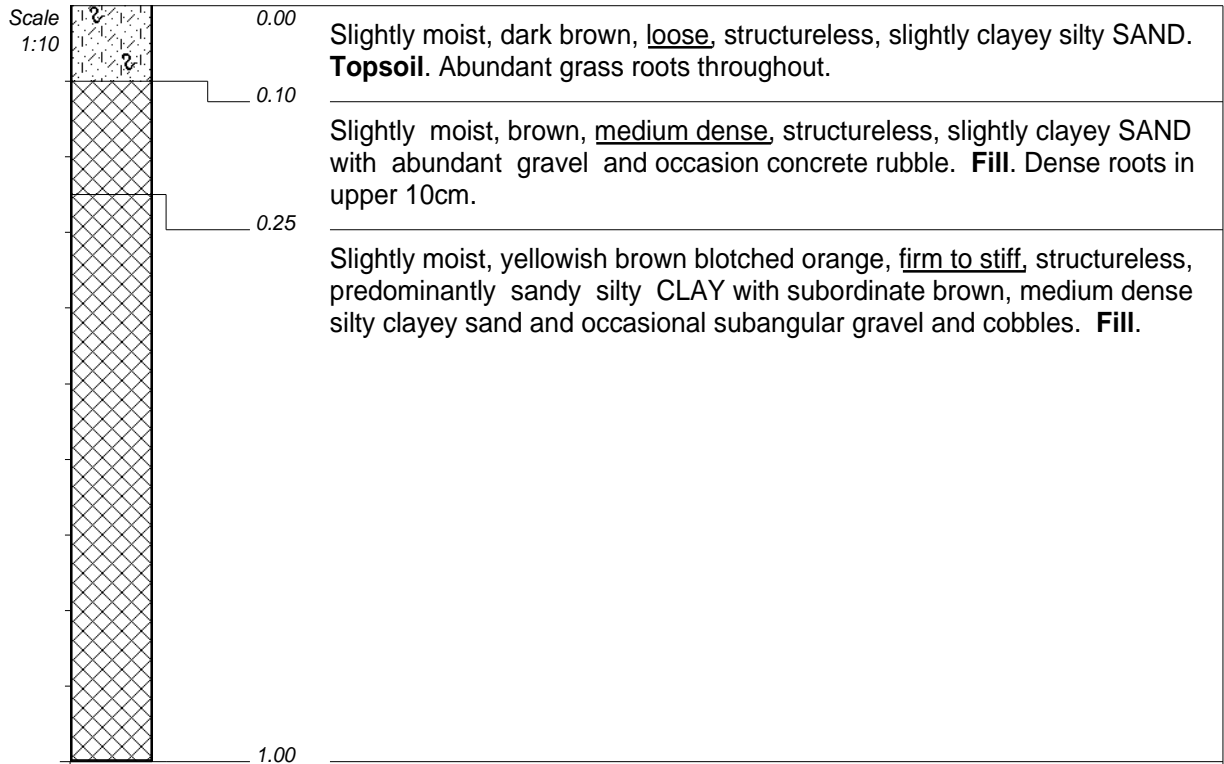 Scale
1:10
0.00
Slightly moist, dark brown, loose, structureless, slightly clayey silty SAND.
Topsoil. Abundant grass roots throughout.
0.10
Slightly moist, brown, medium dense, structureless, slightly clayey SAND
with abundant gravel and occasion concrete rubble. Fill. Dense roots in
upper 10cm.
0.25
Slightly moist, yellowish brown blotched orange, firm to stiff, structureless,
predominantly sandy silty CLAY with subordinate brown, medium dense
silty clayey sand and occasional subangular gravel and cobbles. Fill.
1.00